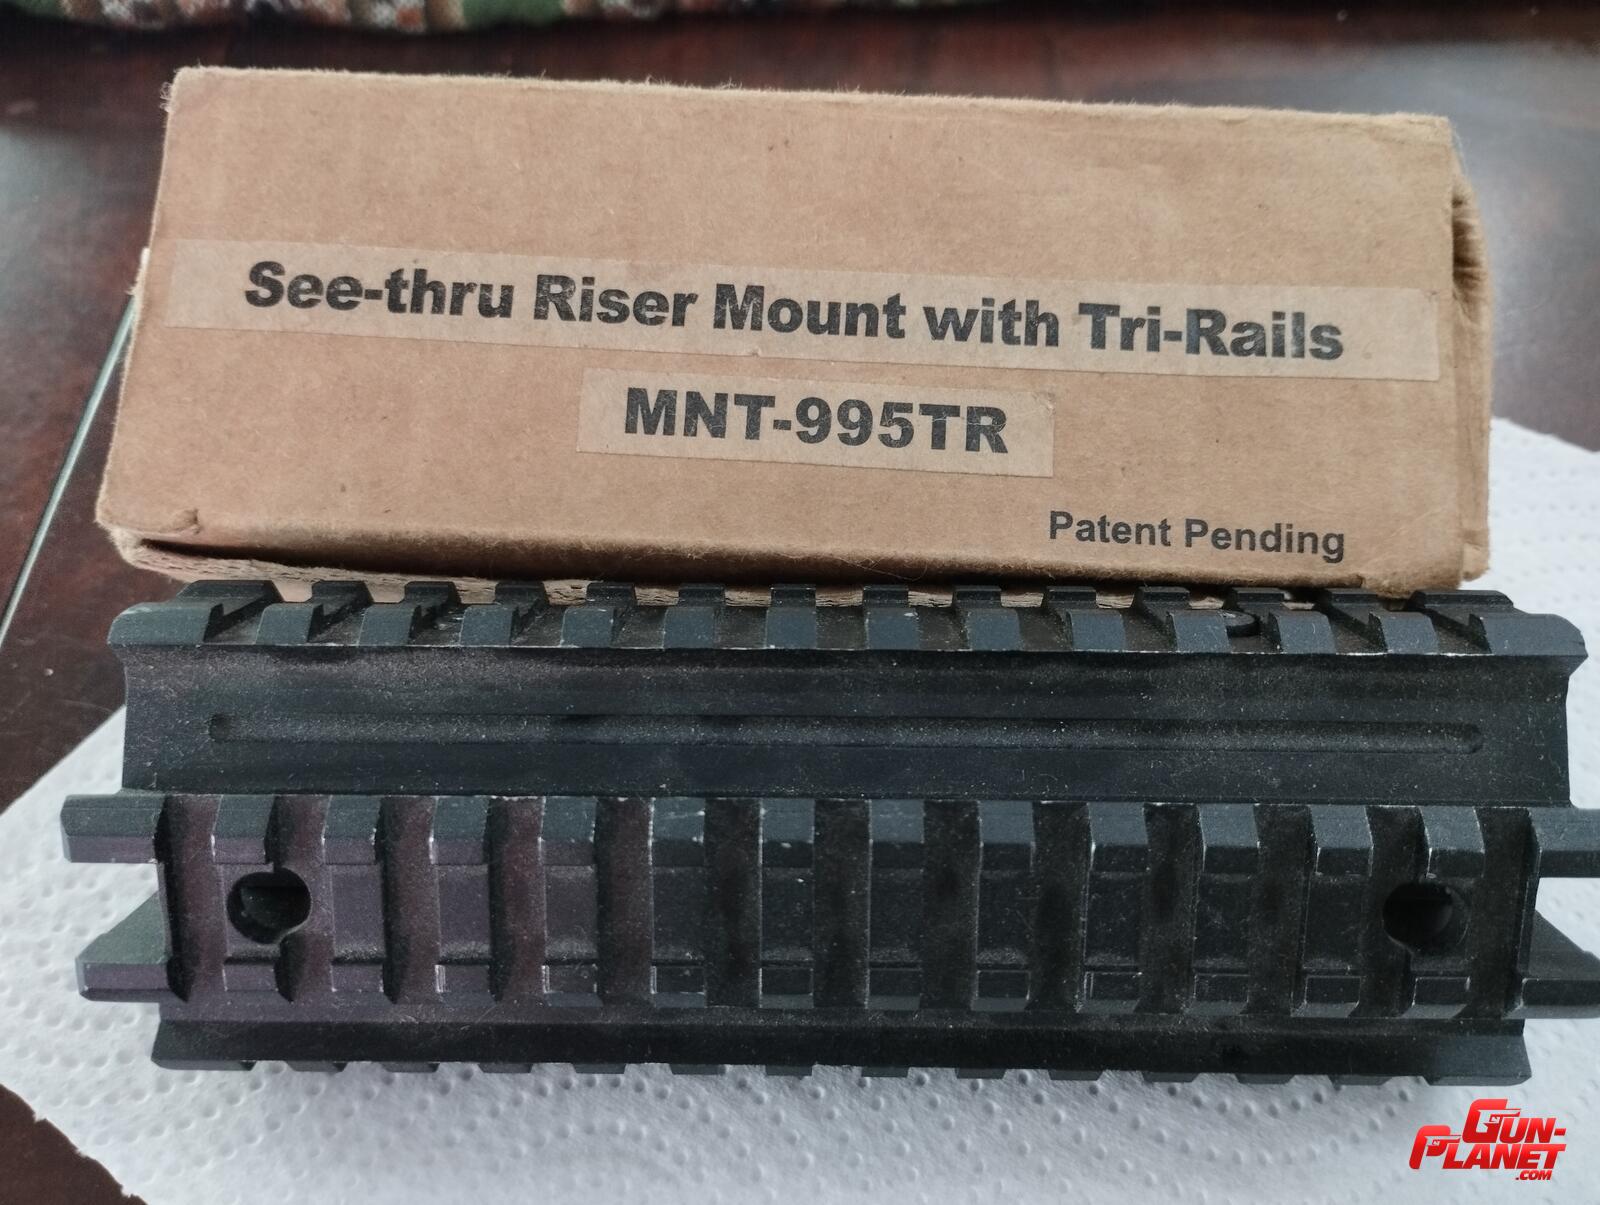 See-thru Riser Mount with Tri-Rails
MNT-995TR
Patent Pending
GUN-
PLANET
.COM